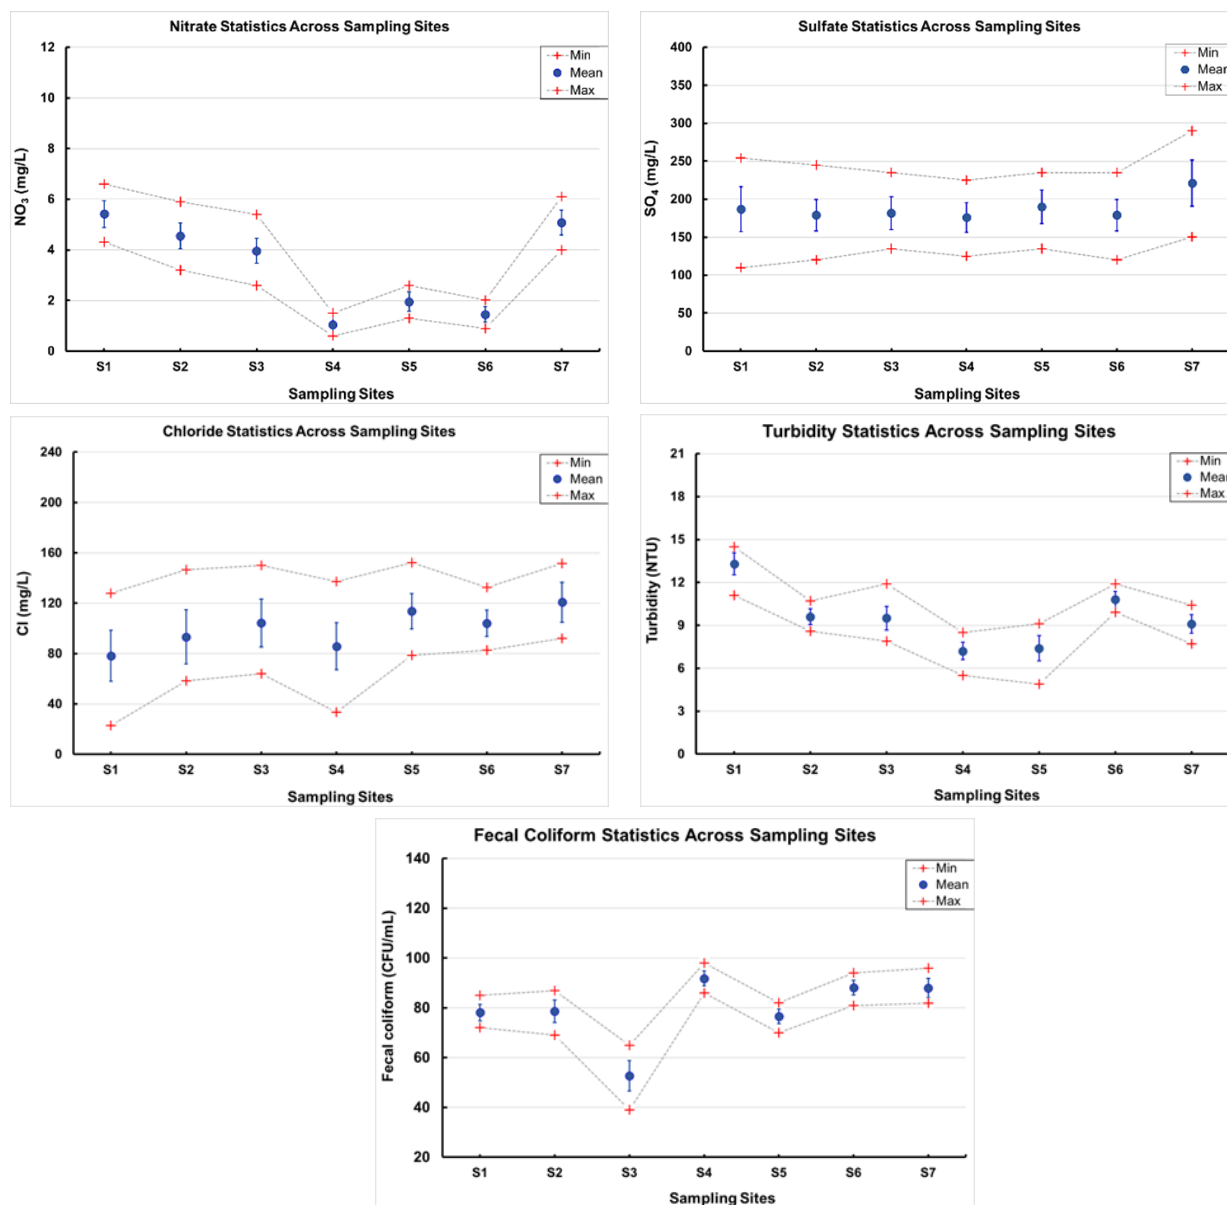 Nitrate Statistics Across Sampling Sites
12
10
8
6
4
2
0
NO3 (mg/L)
Min
Mean
Max
S1 S2 S3 S4 S5 S6 S7
Sampling Sites
Sulfate Statistics Across Sampling Sites
400
350
300
250
200
150
100
50
0
SO4 (mg/L)
Min
Mean
Max
S1 S2 S3 S4 S5 S6 S7
Sampling Sites
Chloride Statistics Across Sampling Sites
240
200
160
120
80
40
0
Cl (mg/L)
Min
Mean
Max
S1 S2 S3 S4 S5 S6 S7
Sampling Sites
Turbidity Statistics Across Sampling Sites
21
18
15
12
9
6
3
0
Turbidity (NTU)
Min
Mean
Max
S1 S2 S3 S4 S5 S6 S7
Sampling Sites
Fecal Coliform Statistics Across Sampling Sites
140
120
100
80
60
40
20
Fecal coliform (CFU/mL)
Min
Mean
Max
S1 S2 S3 S4 S5 S6 S7
Sampling Sites